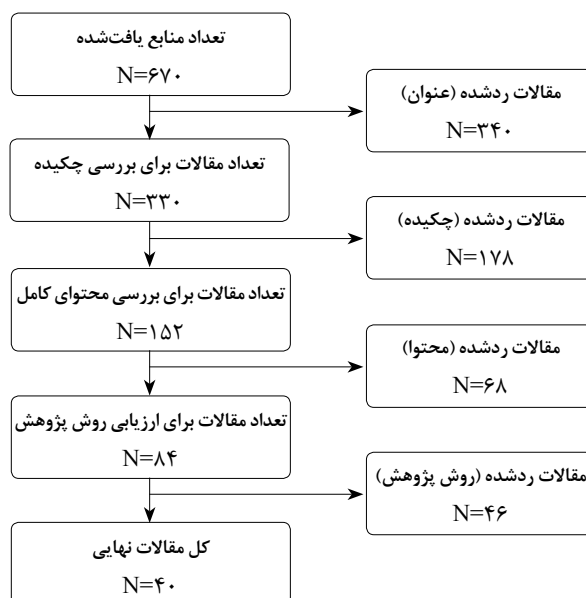 تعداد منابع یافت‌شده
N=۶۷۰
مقالات ردشده (عنوان)
N=۳۴۰
تعداد مقالات برای بررسی چکیده
N=۳۳۰
مقالات ردشده (چکیده)
N=۱۷۸
تعداد مقالات برای بررسی محتوای کامل
N=۱۵۲
مقالات ردشده (محتوا)
N=۶۸
تعداد مقالات برای ارزیابی روش پژوهش
N=۸۴
مقالات ردشده (روش پژوهش)
N=۴۶
کل مقالات نهایی
N=۴۰